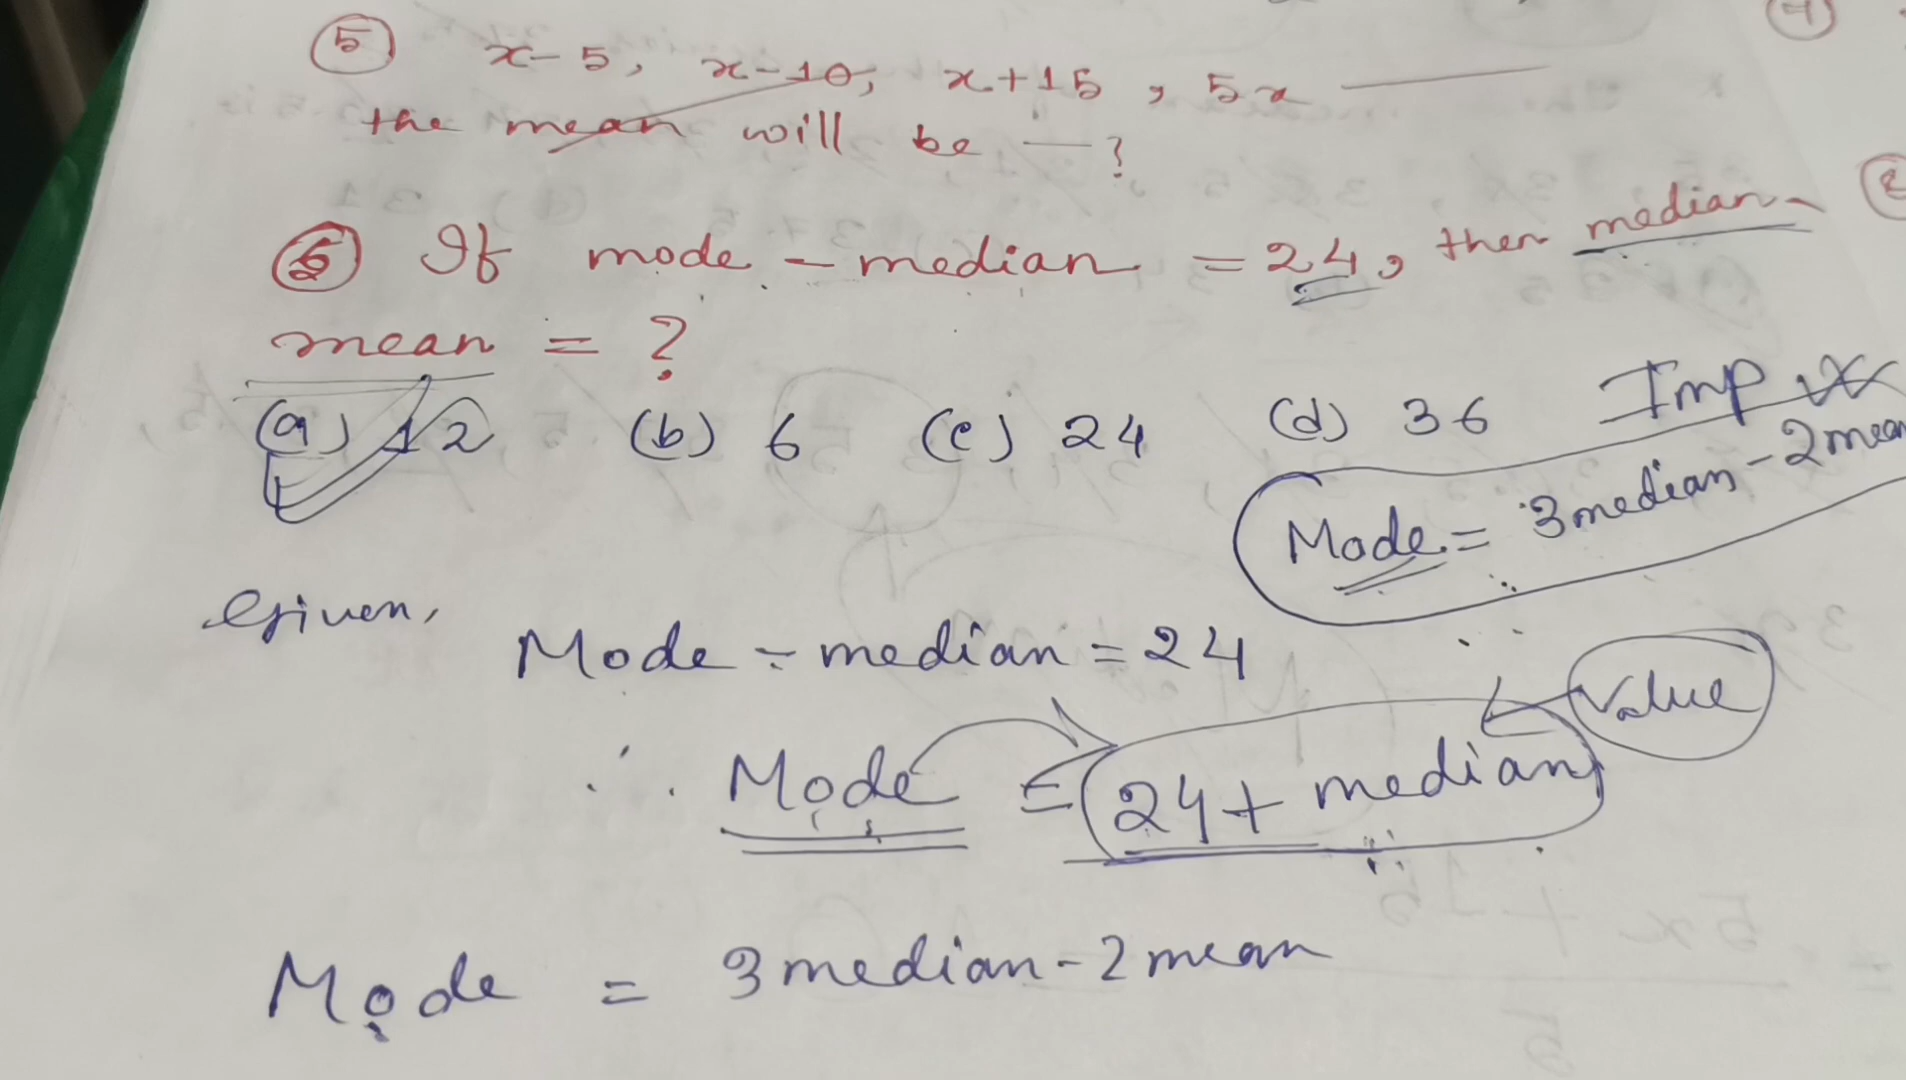 (5) x-5, x-10, x+15, 5x
the mean will be — ?
(6) If mode - median = 24, then median -
mean = ?
(a) 12 (b) 6 (c) 24 (d) 36 Imp
Mode = 3median - 2mean
Given,
Mode - median = 24
Value
∴ Mode = 24 + median
Mode = 3median - 2mean